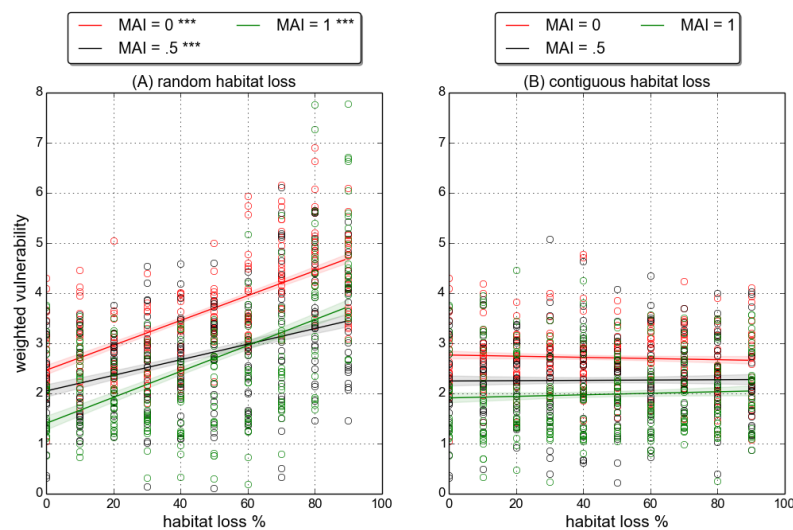 MAI = 0 *** MAI = 1 ***
MAI = .5 ***
MAI = 0 MAI = 1
MAI = .5
(A) random habitat loss
(B) contiguous habitat loss
weighted vulnerability
8
7
6
5
4
3
2
1
0
0 20 40 60 80 100
habitat loss %
8
7
6
5
4
3
2
1
0
0 20 40 60 80 100
habitat loss %